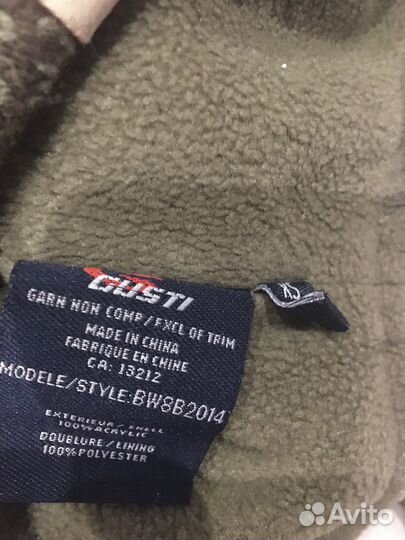 GUSTI
GARN NON COMP / EXCL OF TRIM
MADE IN CHINA
FABRIQUE EN CHINE
CA: 13212
MODELE/STYLE: BW8B2014
EXTERIEUR / SHELL
100% ACRYLIC
DOUBLURE / LINING
100% POLYESTER
Avito